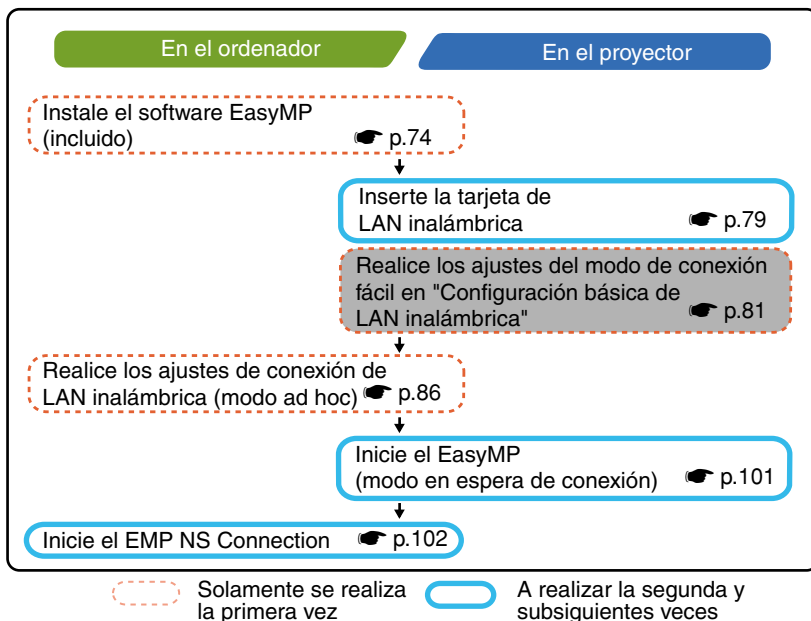 En el ordenador
En el proyector
Instale el software EasyMP
(incluido) p.74
Inserte la tarjeta de
LAN inalámbrica p.79
Realice los ajustes del modo de conexión
fácil en "Configuración básica de
LAN inalámbrica" p.81
Realice los ajustes de conexión de
LAN inalámbrica (modo ad hoc) p.86
Inicie el EasyMP
(modo en espera de conexión) p.101
Inicie el EMP NS Connection p.102
Solamente se realiza
la primera vez
A realizar la segunda y
subsiguientes veces